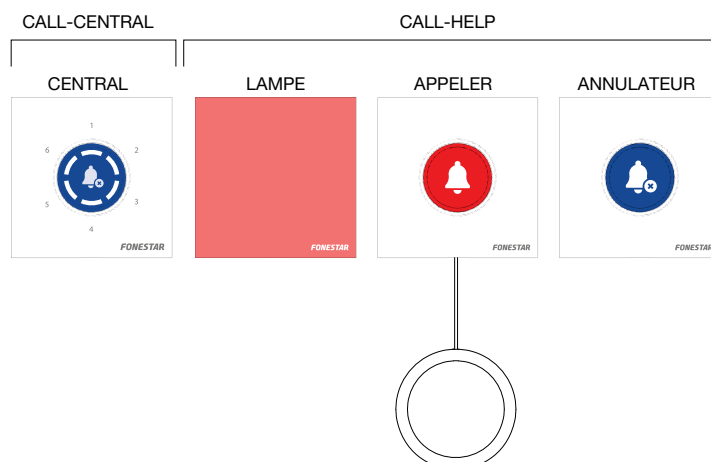 CALL-CENTRAL CALL-HELP
CENTRAL LAMPE APPELER ANNULATEUR
1
6 2
5 3
4
FONESTAR FONESTAR FONESTAR FONESTAR